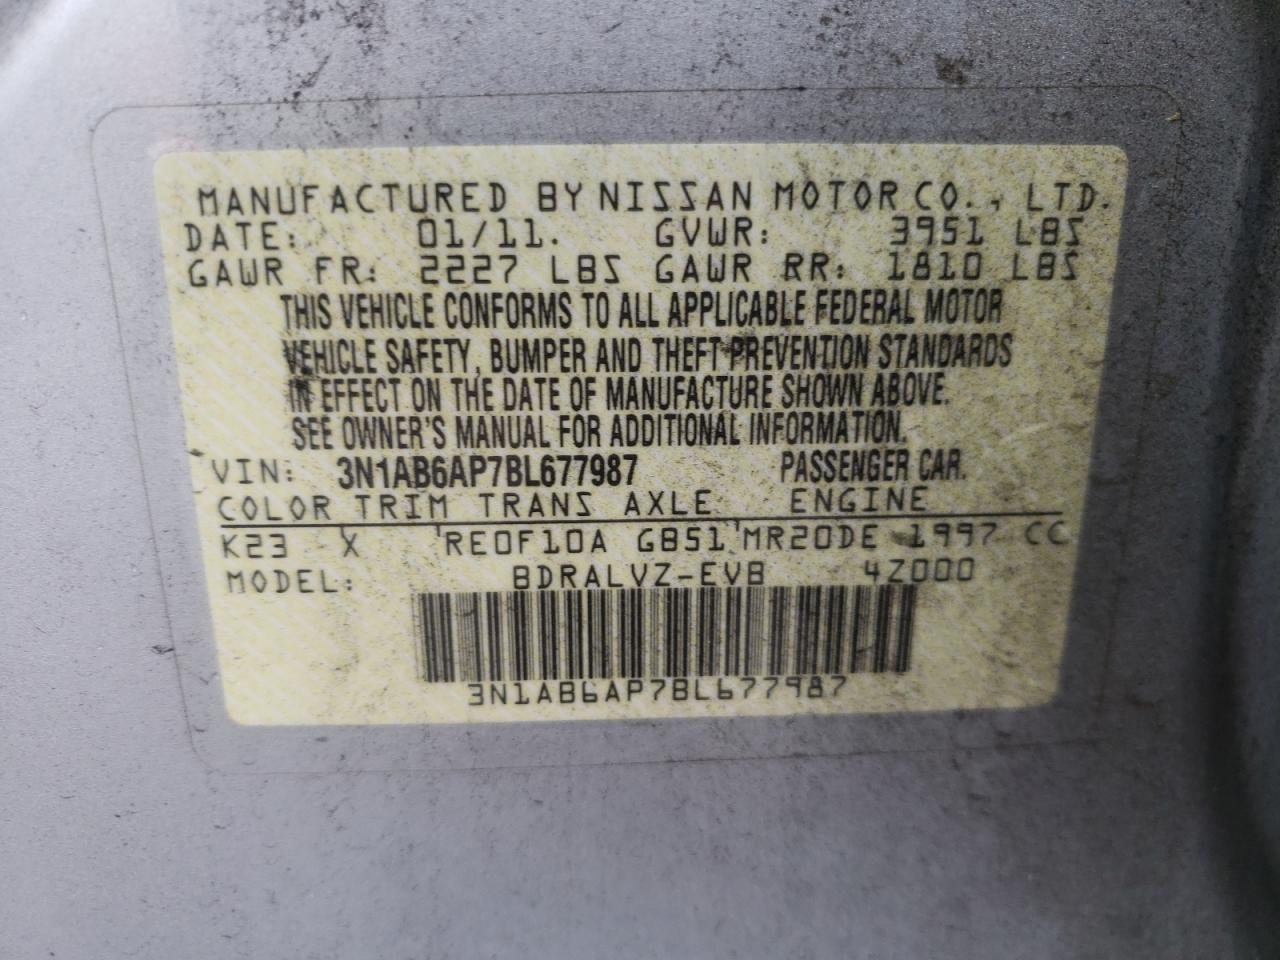 MANUFACTURED BY NISSAN MOTOR CO., LTD.
DATE: 01/11. GVWR: 3951 LBS
GAWR FR: 2227 LBS GAWR RR: 1810 LBS
THIS VEHICLE CONFORMS TO ALL APPLICABLE FEDERAL MOTOR
VEHICLE SAFETY, BUMPER AND THEFT PREVENTION STANDARDS
IN EFFECT ON THE DATE OF MANUFACTURE SHOWN ABOVE.
SEE OWNER'S MANUAL FOR ADDITIONAL INFORMATION.
VIN: 3N1AB6AP7BL677987 PASSENGER CAR.
COLOR TRIM TRANS AXLE ENGINE
K23 X RE0F10A GB51 MR20DE 1997 CC
MODEL: BDRALVZ-EVB 4Z000
3N1AB6AP7BL677987